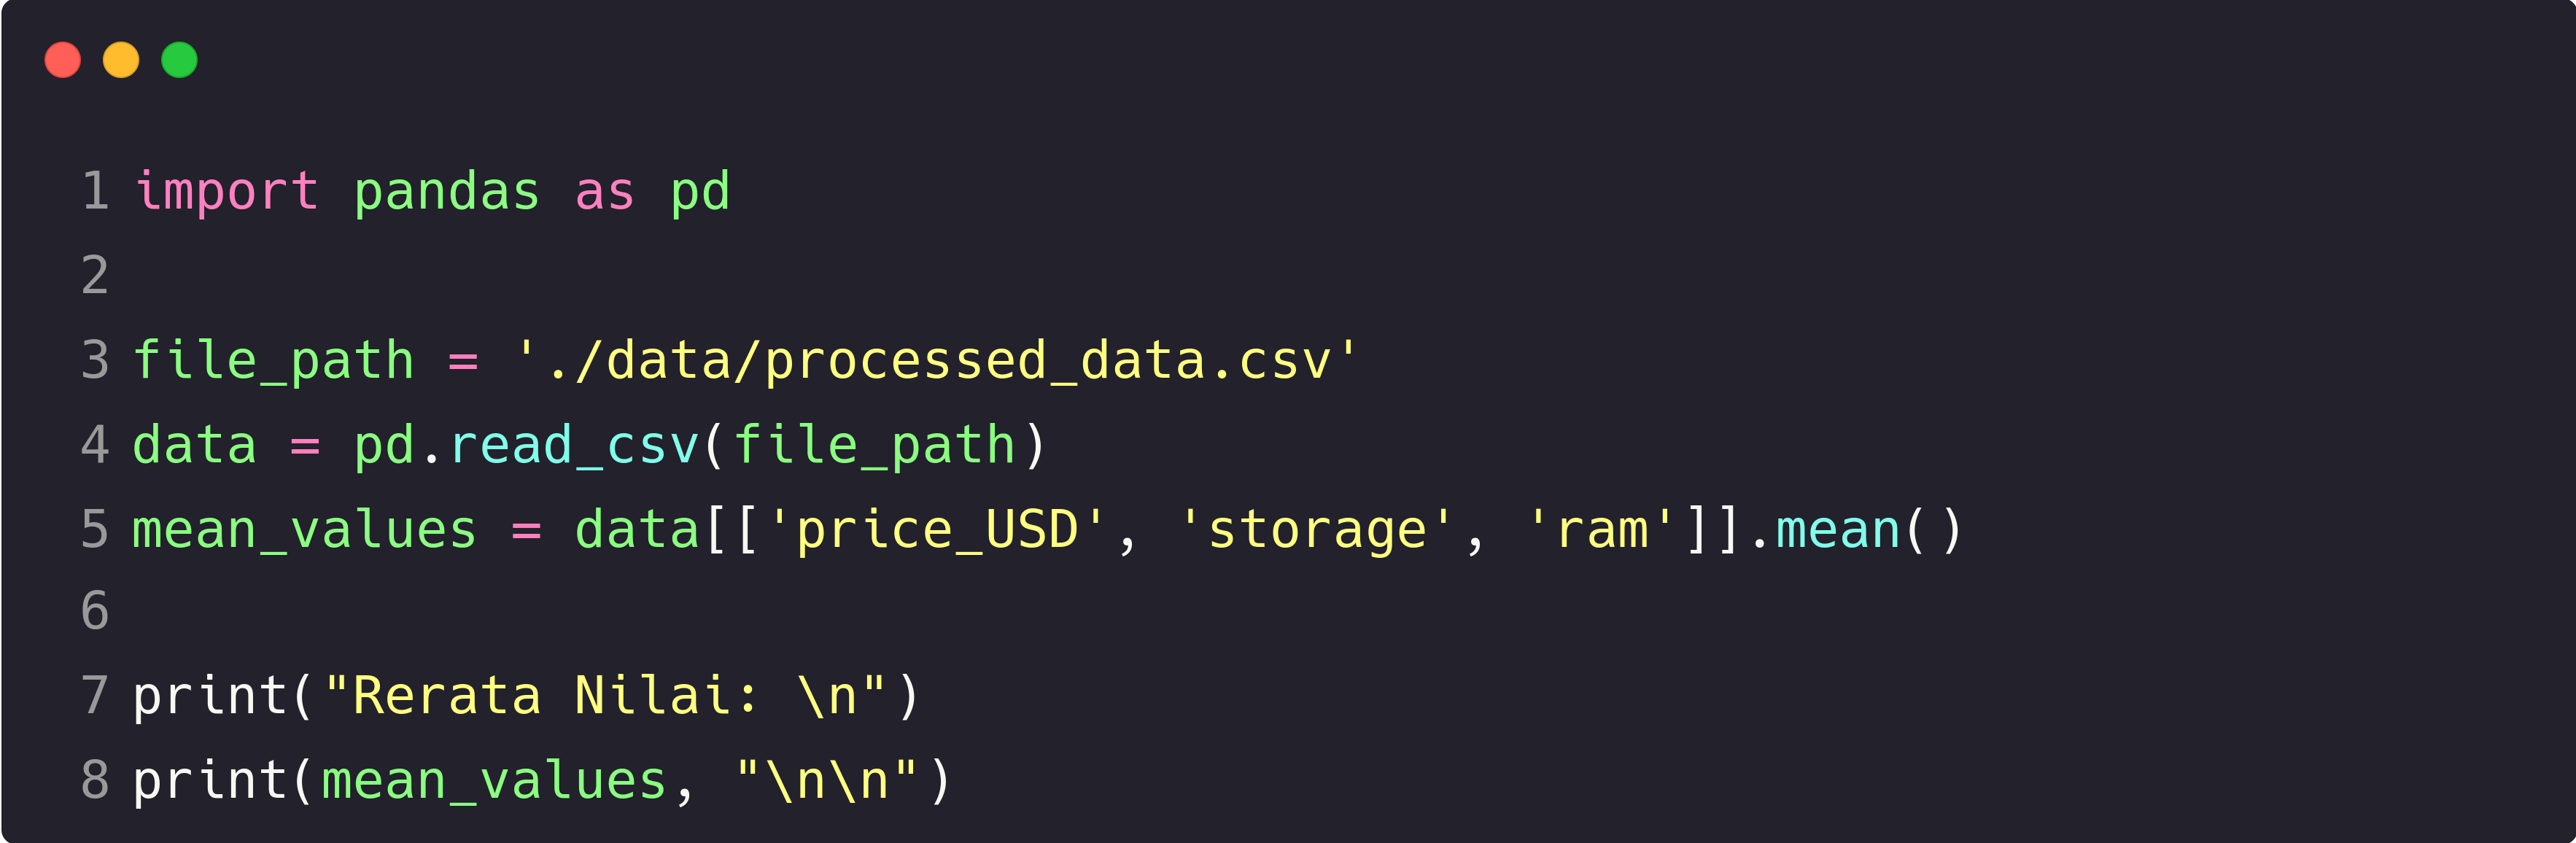 1 import pandas as pd
2
3 file_path = './data/processed_data.csv'
4 data = pd.read_csv(file_path)
5 mean_values = data[['price_USD', 'storage', 'ram']].mean()
6
7 print("Rerata Nilai: \n")
8 print(mean_values, "\n\n")